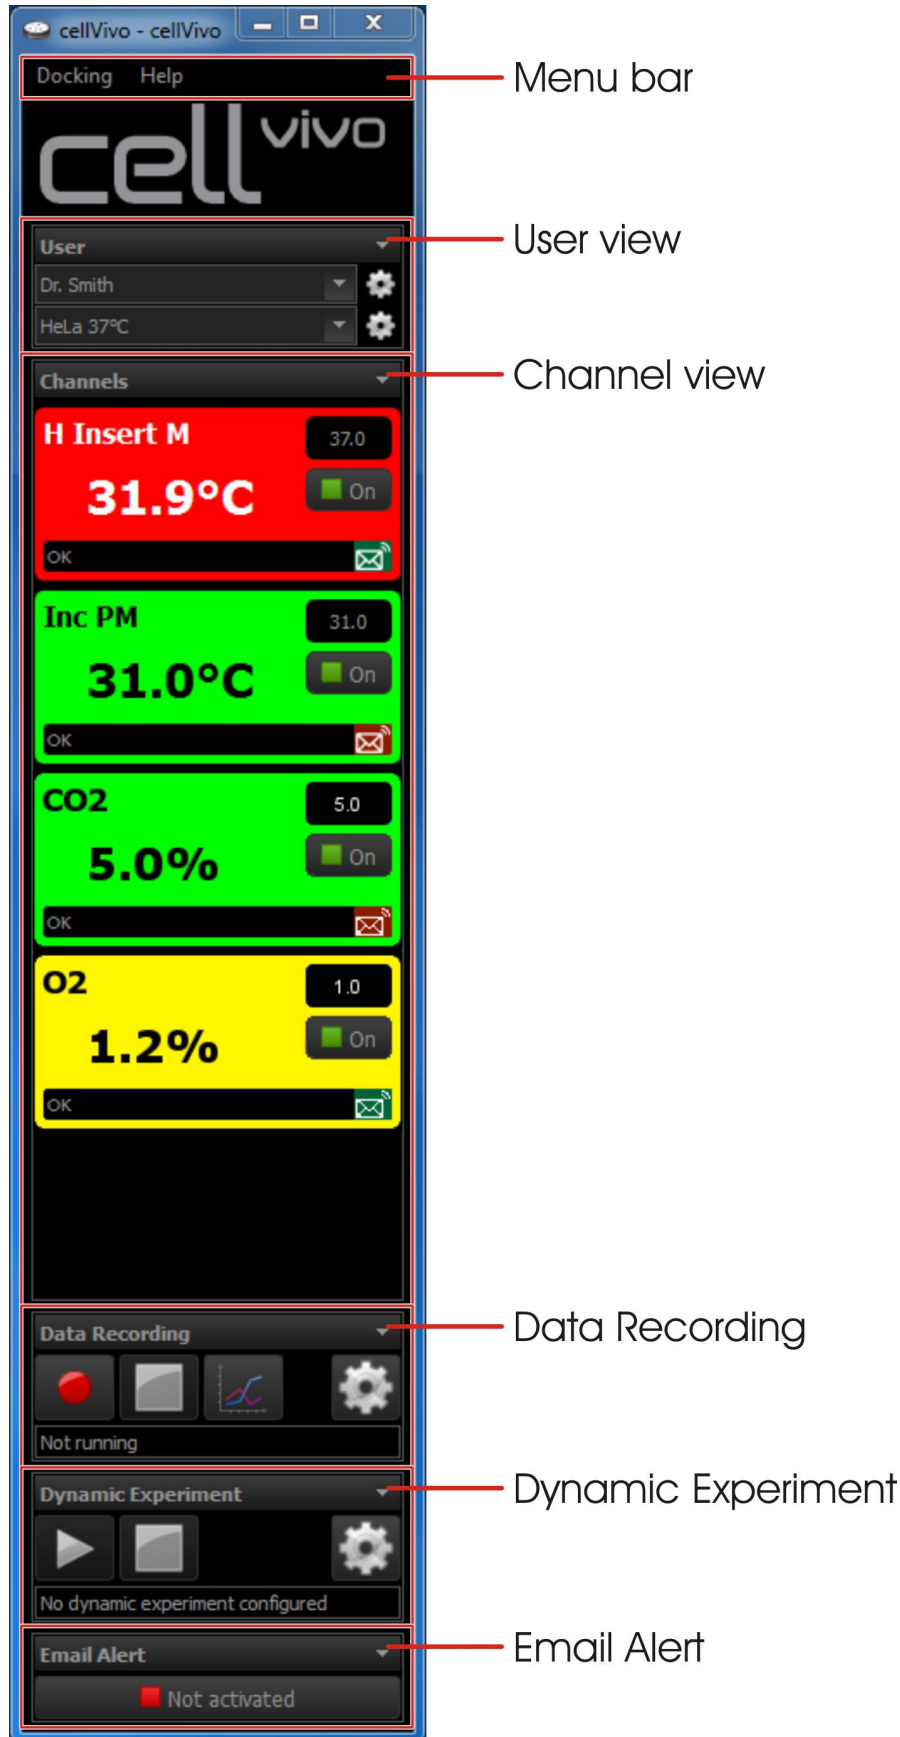 cellVivo - cellVivo
Docking Help
Menu bar
cell vivo
User
User view
Dr. Smith
HeLa 37°C
Channels
Channel view
H Insert M
37.0
31.9°C
On
OK
Inc PM
31.0
31.0°C
On
OK
CO2
5.0
5.0%
On
OK
O2
1.0
1.2%
On
OK
Data Recording
Data Recording
Not running
Dynamic Experiment
Dynamic Experiment
No dynamic experiment configured
Email Alert
Email Alert
Not activated